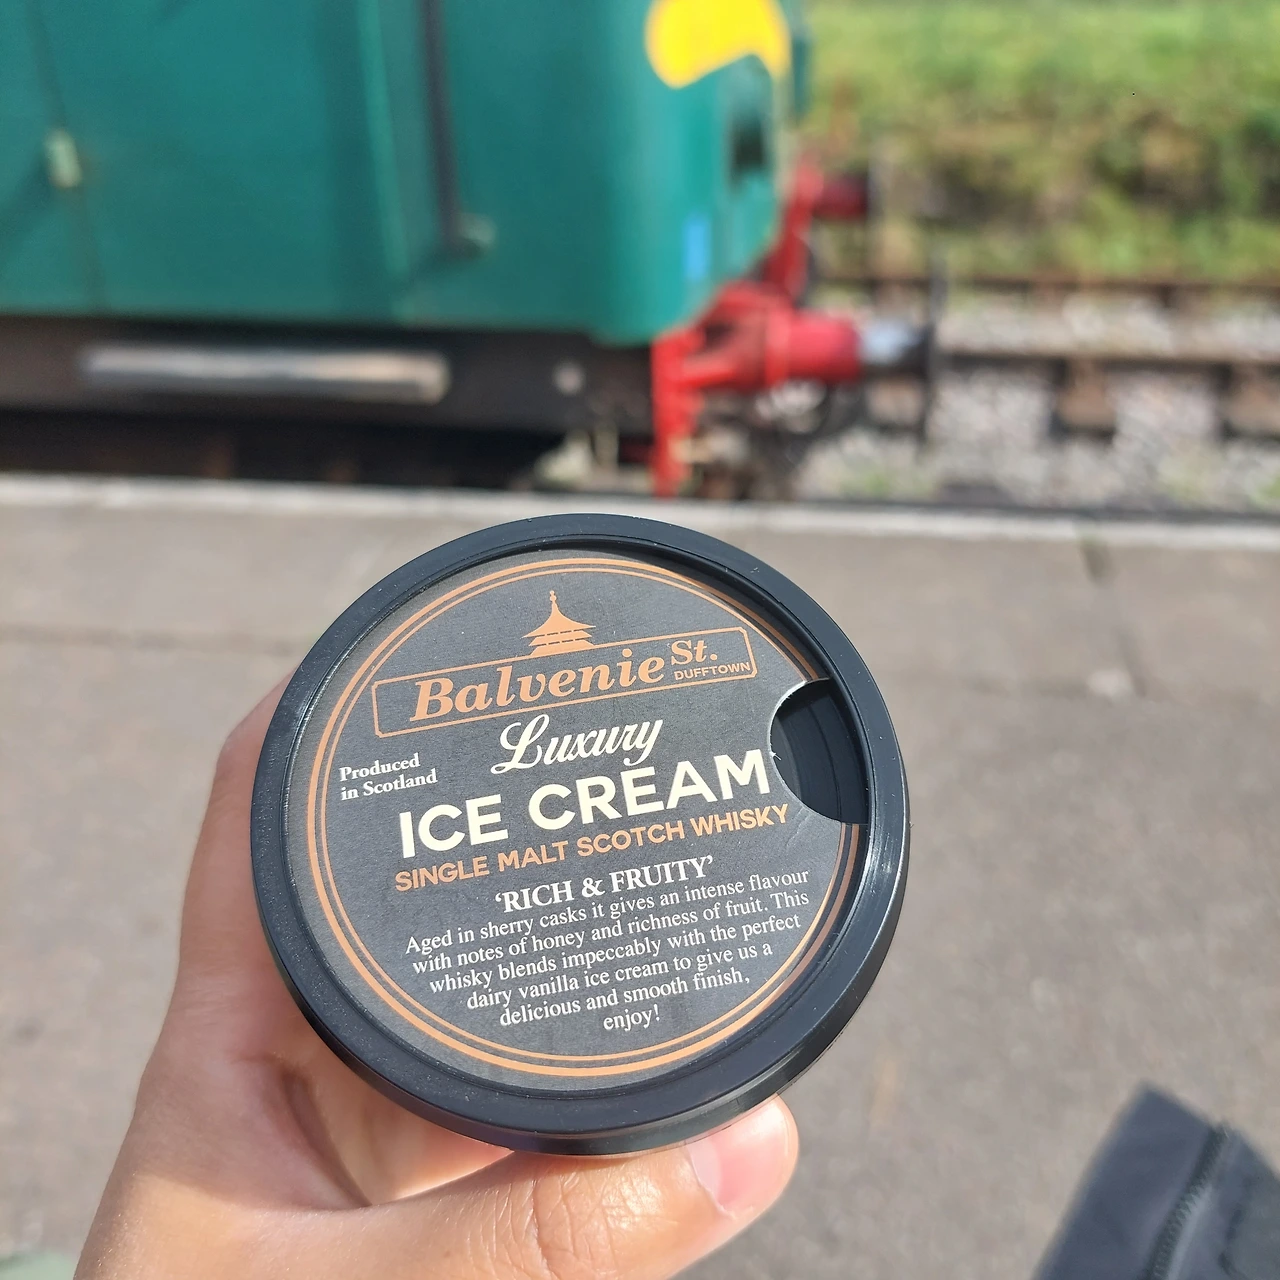 Balvenie St.
DUFFTOWN
Luxury
Produced
in Scotland
ICE CREAM
SINGLE MALT SCOTCH WHISKY
‘RICH & FRUITY’
Aged in sherry casks it gives an intense flavour
with notes of honey and richness of fruit. This
whisky blends impeccably with the perfect
dairy vanilla ice cream to give us a
delicious and smooth finish,
enjoy!